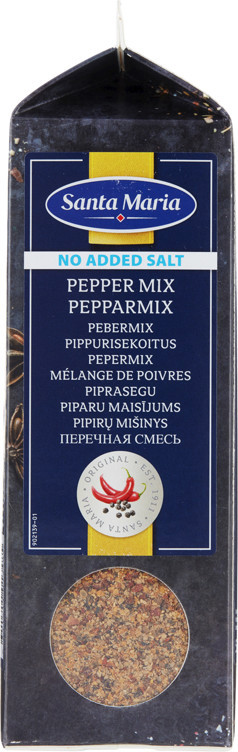 Santa Maria
NO ADDED SALT
PEPPER MIX
PEPPARMIX
PEBERMIX
PIPPURISEKOITUS
PEPERMIX
MÉLANGE DE POIVRES
PIPRASEGU
PIPARU MAISĪJUMS
PIPIRŲ MIŠINYS
ПЕРЕЧНАЯ СМЕСЬ
ORIGINAL • EST. 1911 • SANTA MARIA •
902139-01